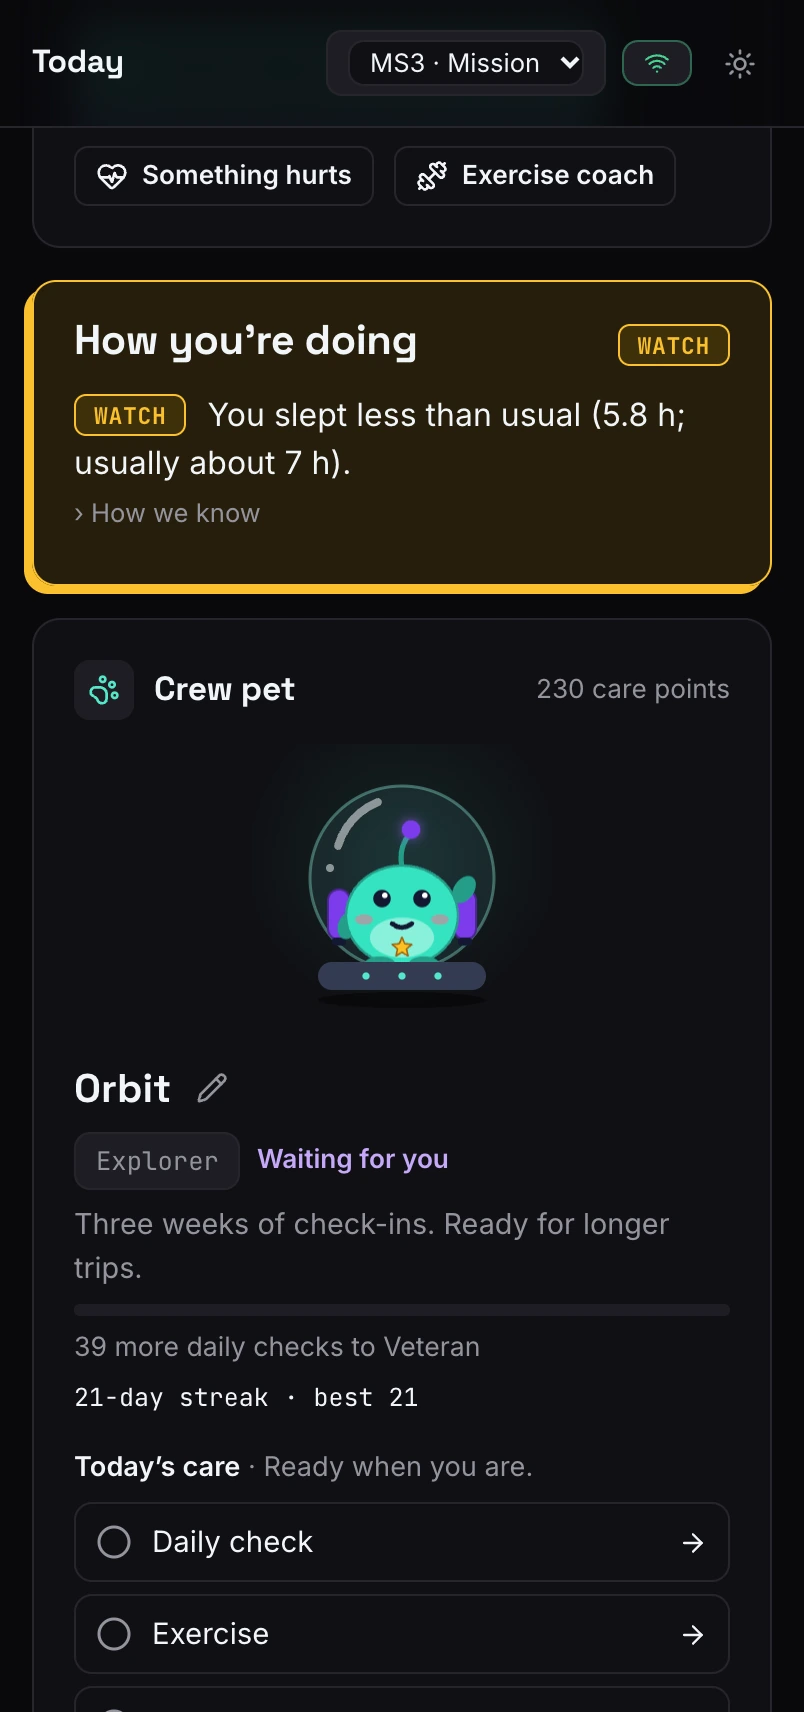 Today
MS3 · Mission
Something hurts
Exercise coach
How you’re doing
WATCH
WATCH You slept less than usual (5.8 h;
usually about 7 h).
› How we know
Crew pet
230 care points
Orbit
Explorer
Waiting for you
Three weeks of check-ins. Ready for longer
trips.
39 more daily checks to Veteran
21-day streak · best 21
Today’s care · Ready when you are.
Daily check
Exercise